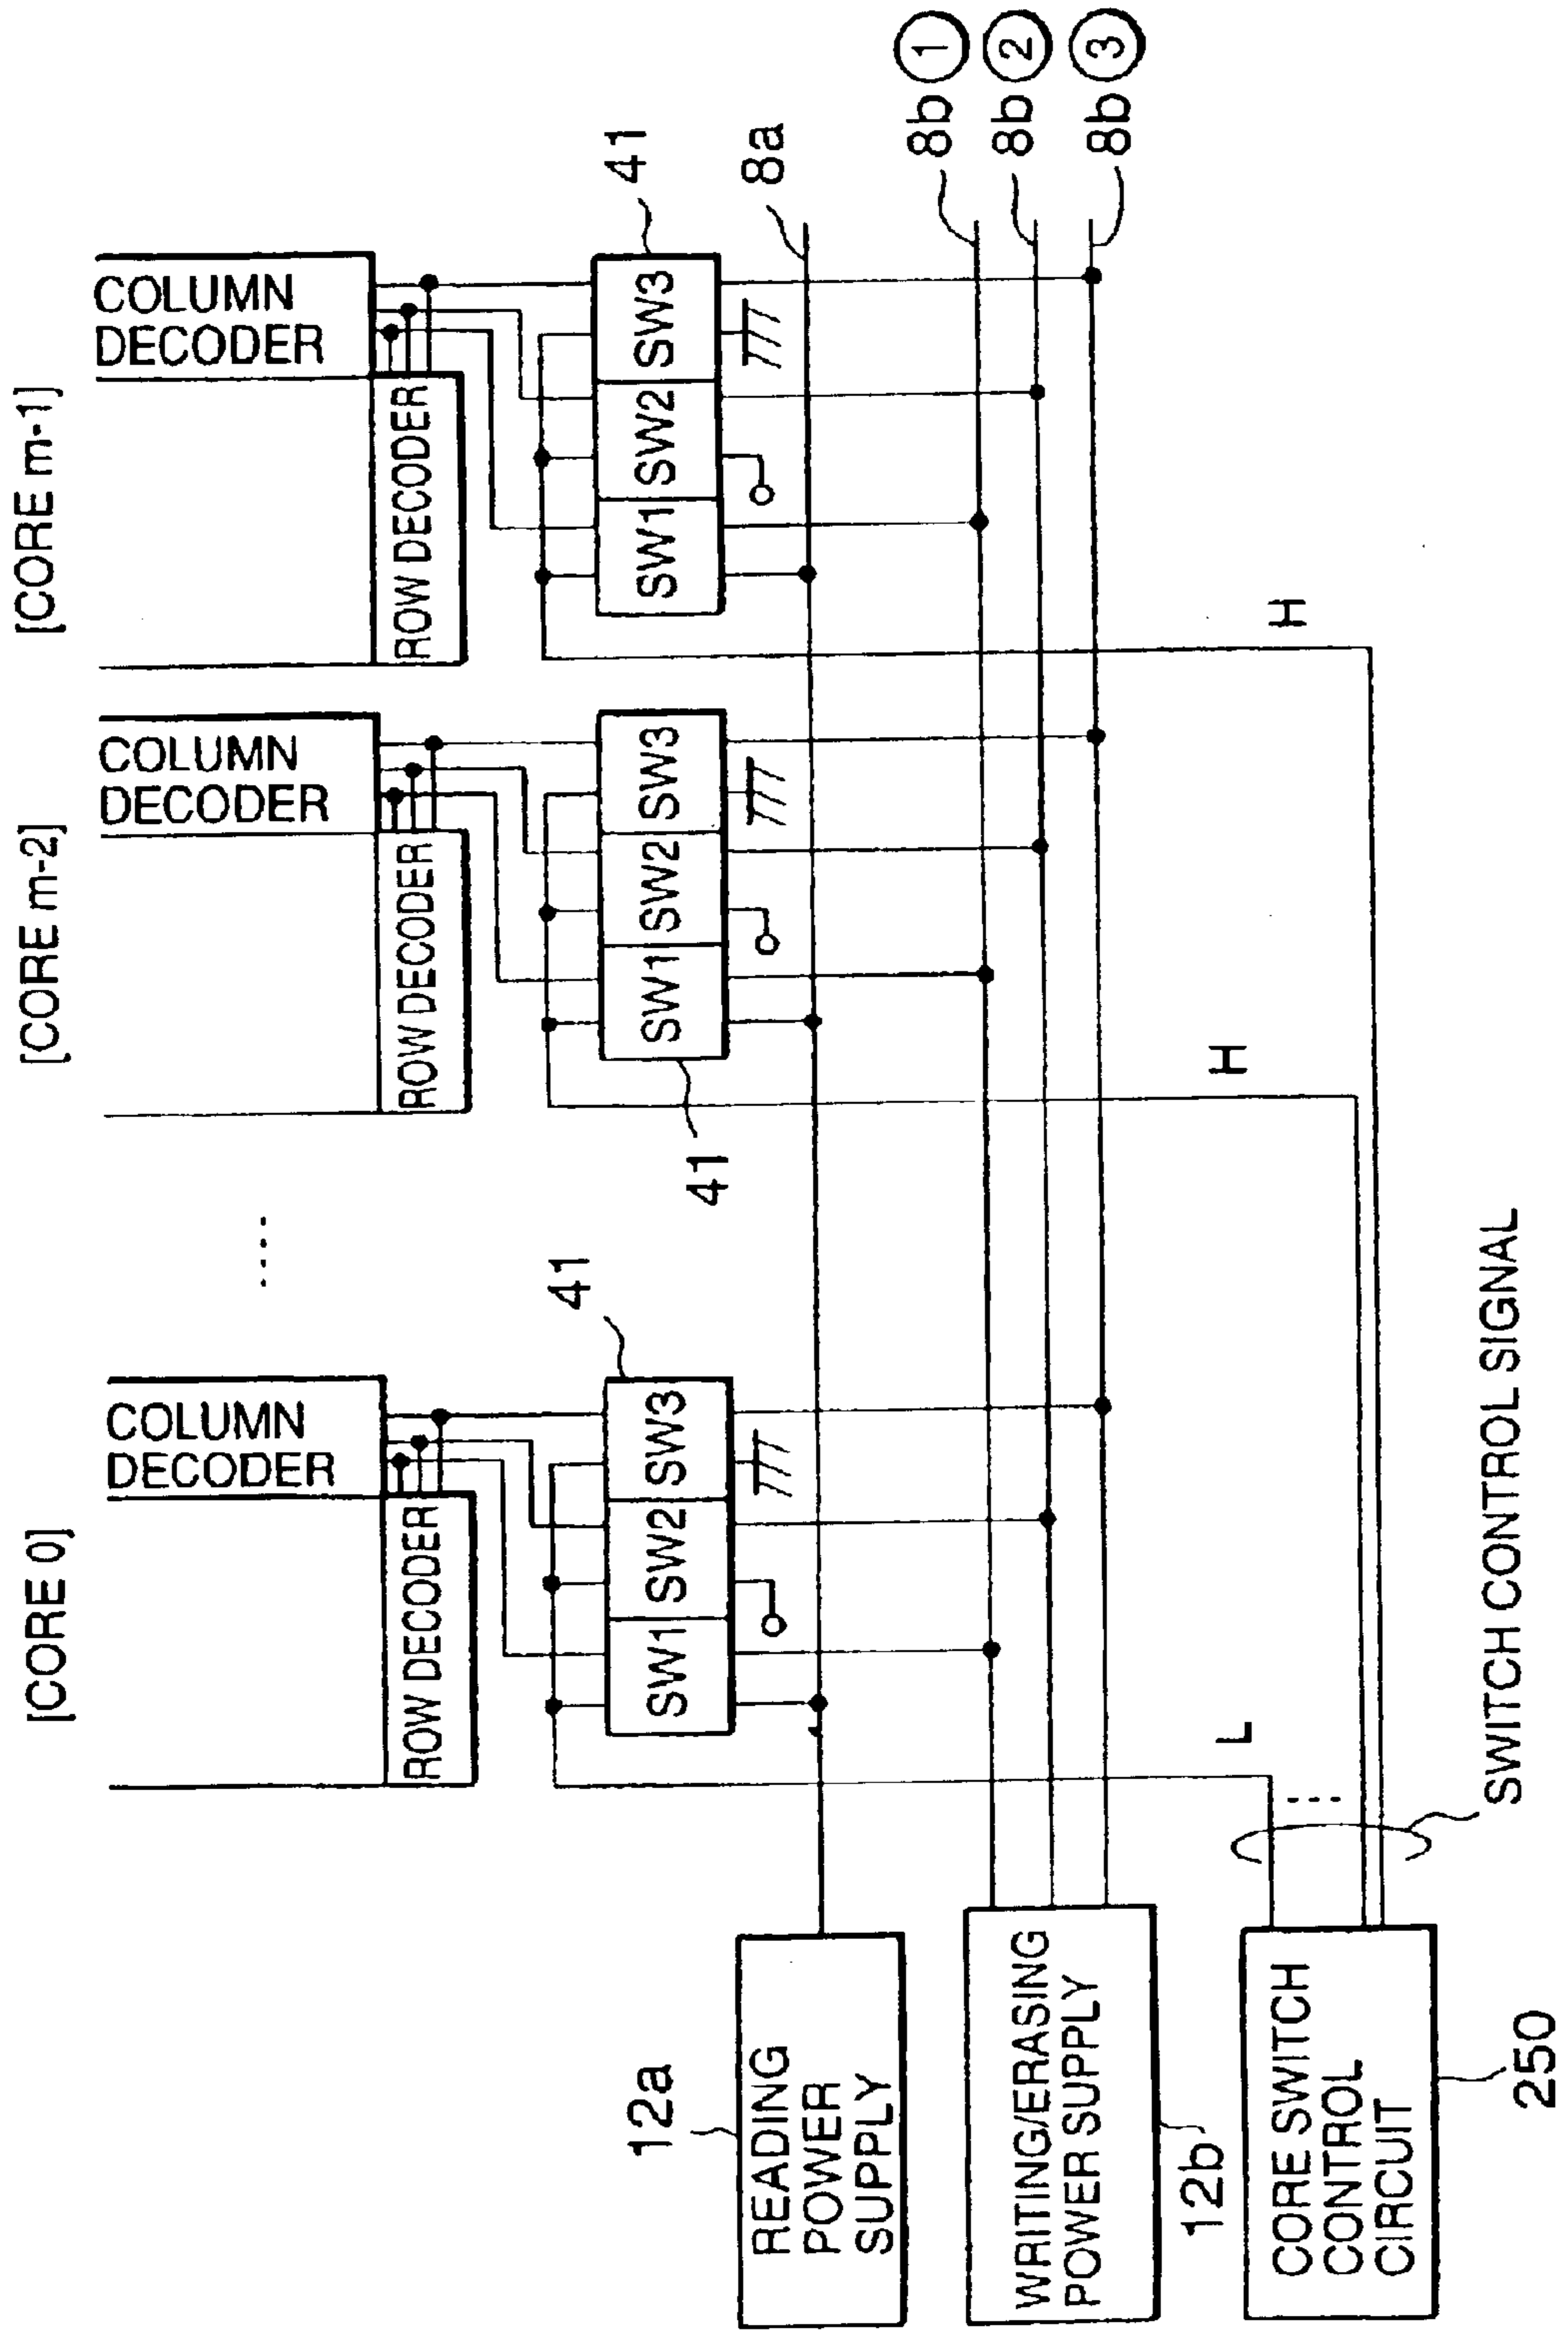 [CORE 0]
[CORE m-2]
[CORE m-1]
COLUMN
DECODER
ROW DECODER
COLUMN
DECODER
ROW DECODER
COLUMN
DECODER
ROW DECODER
....
41
SW1 SW2 SW3
41
SW1 SW2 SW3
41
SW1 SW2 SW3
12a
READING
POWER
SUPPLY
8a
WRITING/ERASING
POWER SUPPLY
12b
8b ①
8b ②
8b ③
L
H
H
CORE SWITCH
CONTROL
CIRCUIT
250
SWITCH CONTROL SIGNAL